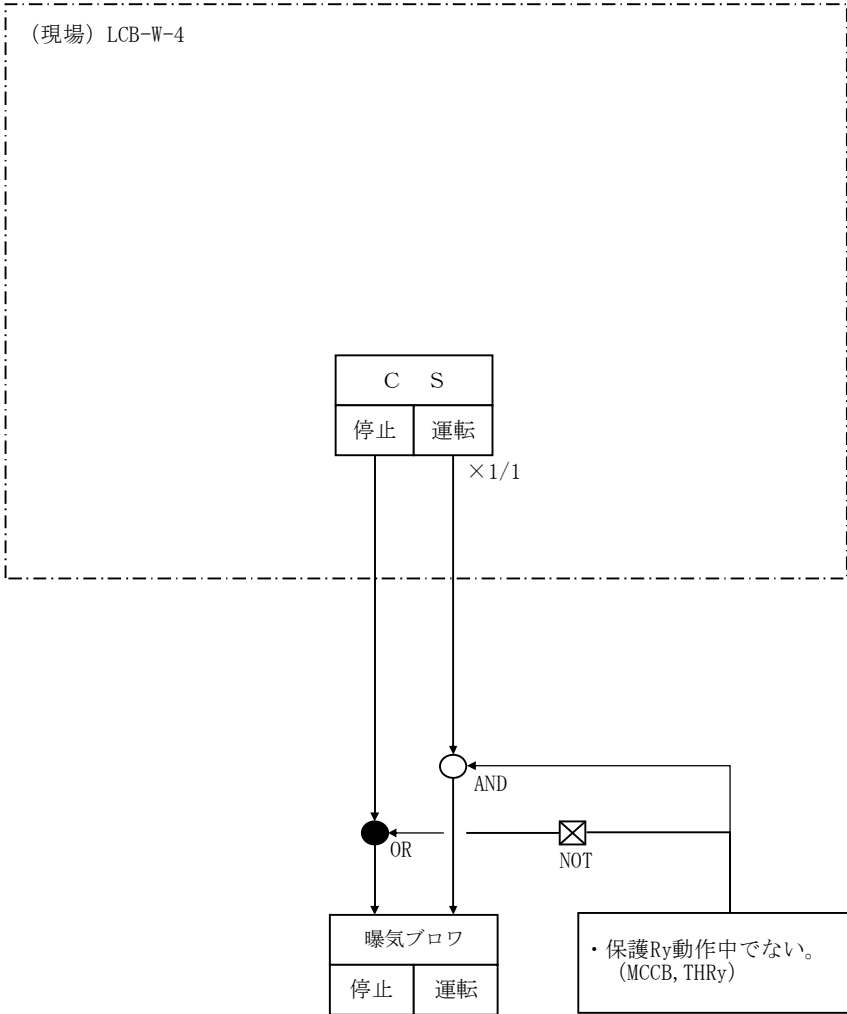 (現場) LCB-W-4
C S
停止 運転
×1/1
AND
OR
NOT
曝気ブロワ
停止 運転
・保護Ry動作中でない。
(MCCB,THRy)